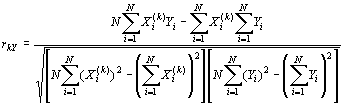 r_{kY} = \frac{N\sum_{i=1}^{N} X_i^{(k)} Y_i - \sum_{i=1}^{N} X_i^{(k)} \sum_{i=1}^{N} Y_i}{\sqrt{\left[ N\sum_{i=1}^{N} (X_i^{(k)})^2 - \left( \sum_{i=1}^{N} X_i^{(k)} \right)^2 \right] \left[ N\sum_{i=1}^{N} (Y_i)^2 - \left( \sum_{i=1}^{N} Y_i \right)^2 \right]}}